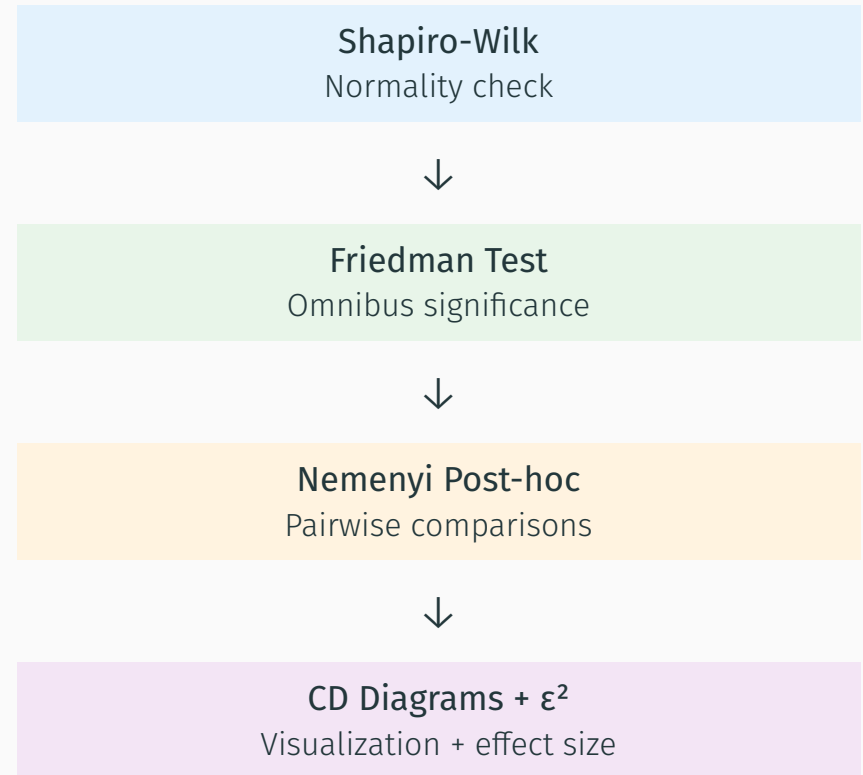 Shapiro-Wilk
Normality check
↓
Friedman Test
Omnibus significance
↓
Nemenyi Post-hoc
Pairwise comparisons
↓
CD Diagrams + ε²
Visualization + effect size